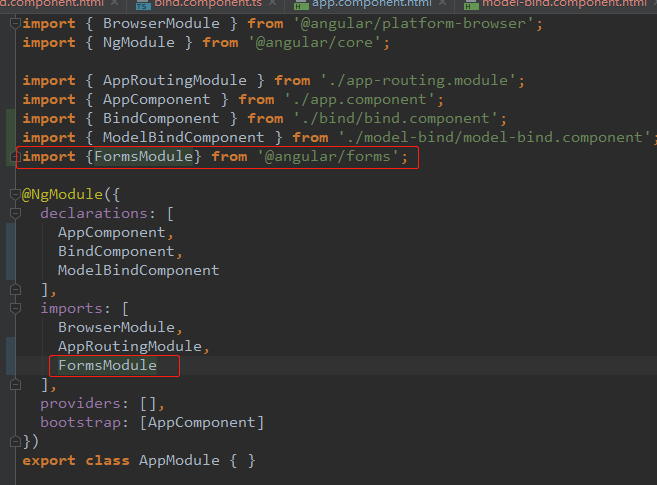 d.component.html bind.component.ts app.component.html model-bind.component.html
import { BrowserModule } from '@angular/platform-browser';
import { NgModule } from '@angular/core';
import { AppRoutingModule } from './app-routing.module';
import { AppComponent } from './app.component';
import { BindComponent } from './bind/bind.component';
import { ModelBindComponent } from './model-bind/model-bind.component';
import {FormsModule} from '@angular/forms';
@NgModule({
declarations: [
AppComponent,
BindComponent,
ModelBindComponent
],
imports: [
BrowserModule,
AppRoutingModule,
FormsModule
],
providers: [],
bootstrap: [AppComponent]
})
export class AppModule { }